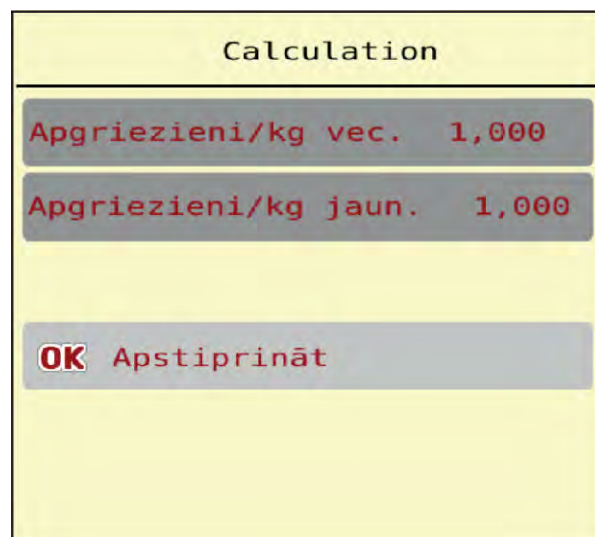 Calculation
Apgriezieni/kg vec. 1,000
Apgriezieni/kg jaun. 1,000
OK Apstiprināt